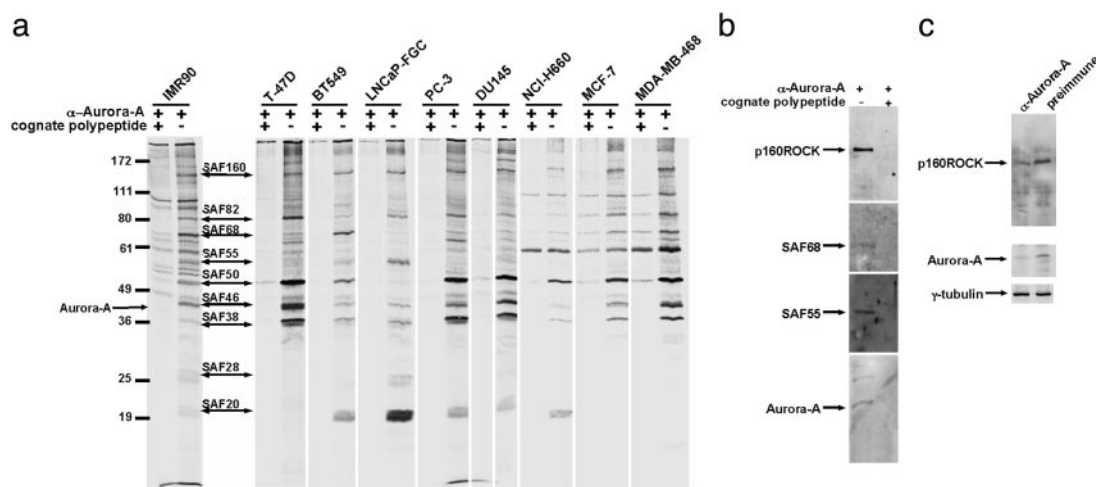 a
IMR90
T-47D
BT549
LNCaP-FGC
PC-3
DU145
NCI-H660
MCF-7
MDA-MB-468
α–Aurora-A + + + + + + + + + + + + + + + + + +
cognate polypeptide + - + - + - + - + - + - + - + - + -
172
111
80
61
49
36
25
19
Aurora-A
SAF160
SAF82
SAF68
SAF55
SAF50
SAF46
SAF38
SAF28
SAF20
b
α-Aurora-A + +
cognate polypeptide - +
p160ROCK
SAF68
SAF55
Aurora-A
c
α-Aurora-A
preimmune
p160ROCK
Aurora-A
γ-tubulin